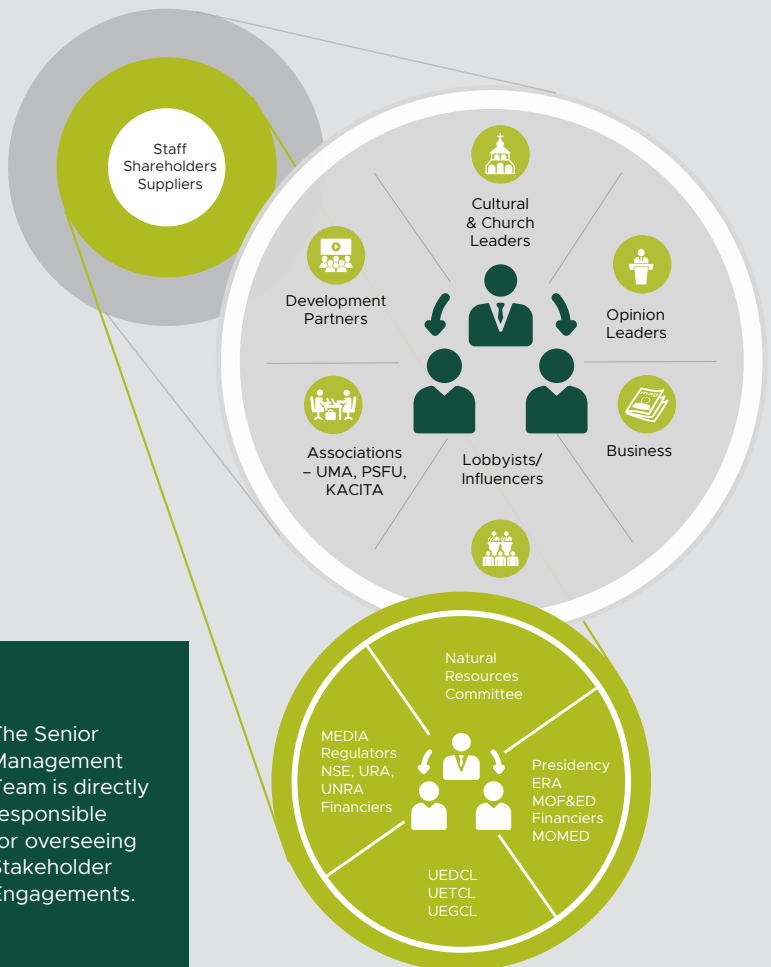 Staff
Shareholders
Suppliers
Cultural
& Church
Leaders
Development
Partners
Opinion
Leaders
Associations
– UMA, PSFU,
KACITA
Lobbyists/
Influencers
Business
Natural
Resources
Committee
MEDIA
Regulators
NSE, URA,
UNRA
Financiers
Presidency
ERA
MOF&ED
Financiers
MOMED
UEDCL
UETCL
UEGCL
The Senior
Management
Team is directly
responsible
for overseeing
Stakeholder
Engagements.